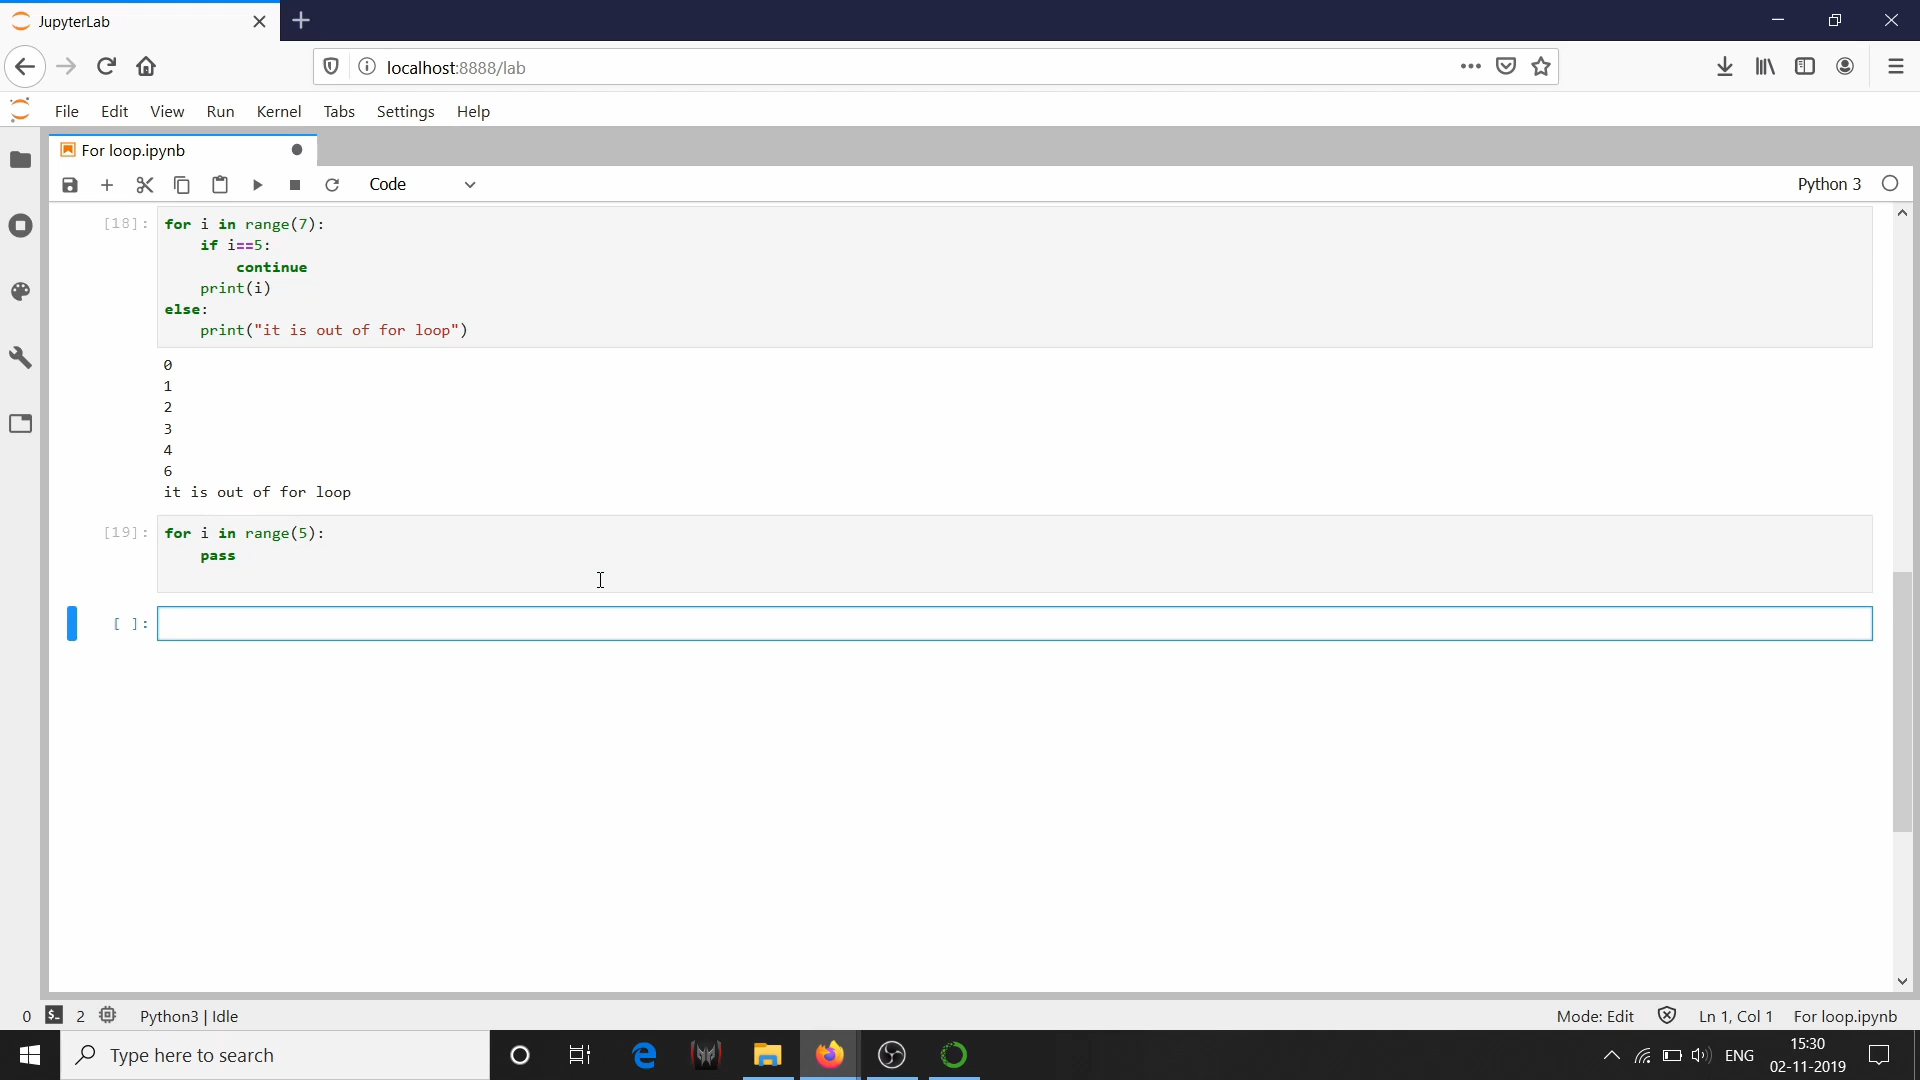 JupyterLab
localhost:8888/lab
File Edit View Run Kernel Tabs Settings Help
For loop.ipynb
Code
Python 3
[18]: for i in range(7):
    if i==5:
        continue
    print(i)
else:
    print("it is out of for loop")
0
1
2
3
4
6
it is out of for loop
[19]: for i in range(5):
    pass
[ ]:
0 $_ 2 Python3 | Idle
Mode: Edit Ln 1, Col 1 For loop.ipynb
Type here to search
ENG
15:30
02-11-2019